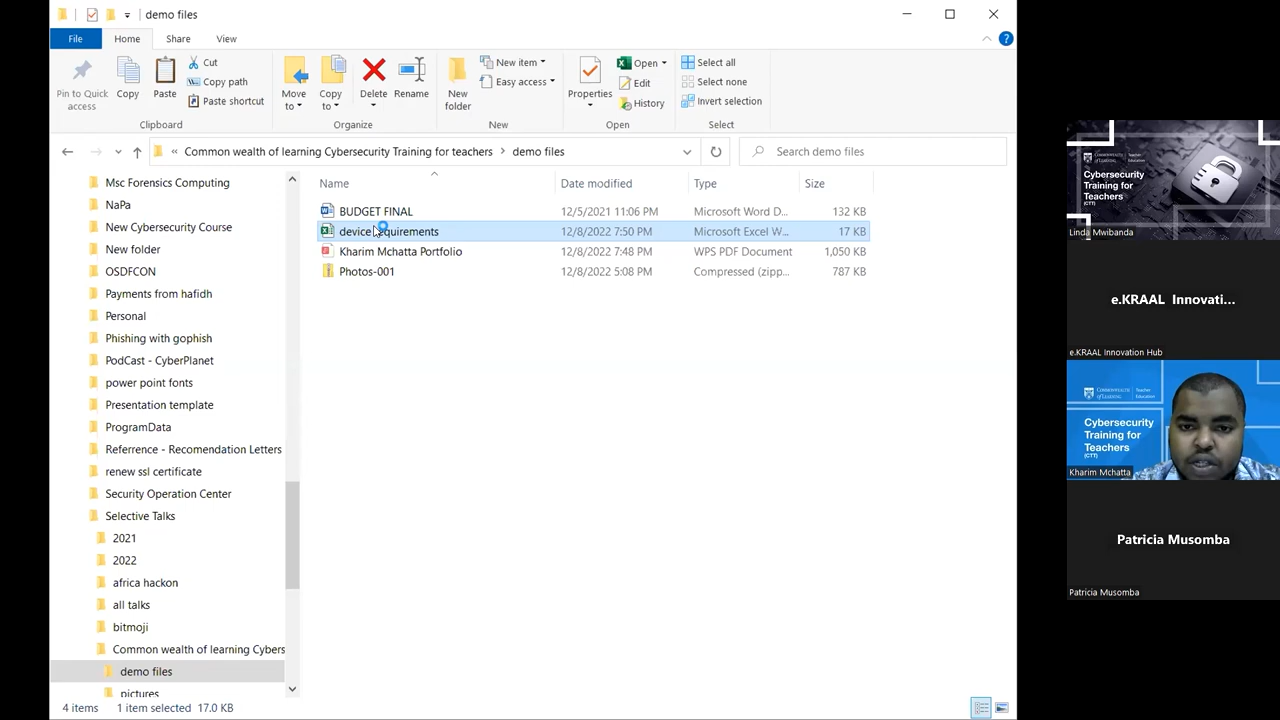 demo files
File Home Share View
Pin to Quick access
Copy
Paste
Cut
Copy path
Paste shortcut
Clipboard
Move to
Copy to
Delete
Rename
Organize
New folder
New item
Easy access
New
Properties
Open
Edit
History
Open
Select all
Select none
Invert selection
Select
« Common wealth of learning Cybersecurity Training for teachers > demo files
Search demo files
Name Date modified Type Size
BUDGET FINAL 12/5/2021 11:06 PM Microsoft Word D... 132 KB
device requirements 12/8/2022 7:50 PM Microsoft Excel W... 17 KB
Kharim Mchatta Portfolio 12/8/2022 7:48 PM WPS PDF Document 1,050 KB
Photos-001 12/8/2022 5:08 PM Compressed (zipp... 787 KB
Msc Forensics Computing
NaPa
New Cybersecurity Course
New folder
OSDFCON
Payments from hafidh
Personal
Phishing with gophish
PodCast - CyberPlanet
power point fonts
Presentation template
ProgramData
Referrence - Recomendation Letters
renew ssl certificate
Security Operation Center
Selective Talks
2021
2022
africa hackon
all talks
bitmoji
Common wealth of learning Cybers
demo files
pictures
4 items 1 item selected 17.0 KB
Cybersecurity
Training for
Teachers
(CTT)
Linda Mwibanda
e.KRAAL Innovati...
e.KRAAL Innovation Hub
Commonwealth of Learning Teacher Education
Cybersecurity
Training for
Teachers
(CTT)
Kharim Mchatta
Patricia Musomba
Patricia Musomba